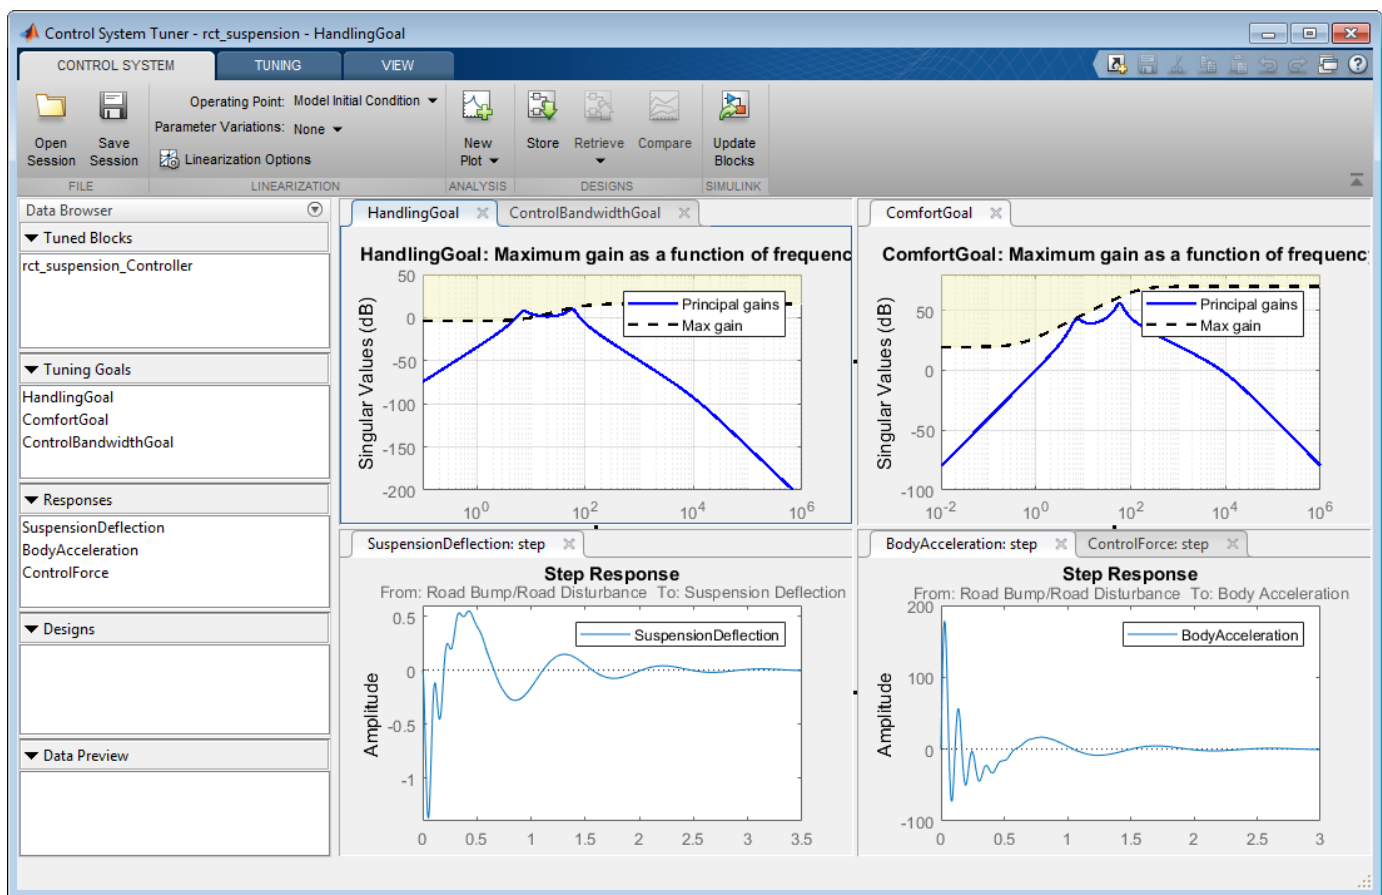 Control System Tuner - rct_suspension - HandlingGoal
CONTROL SYSTEM TUNING VIEW
Open Session
Save Session
FILE
Operating Point: Model Initial Condition
Parameter Variations: None
Linearization Options
LINEARIZATION
New Plot
ANALYSIS
Store
Retrieve
Compare
DESIGNS
Update Blocks
SIMULINK
Data Browser
Tuned Blocks
rct_suspension_Controller
Tuning Goals
HandlingGoal
ComfortGoal
ControlBandwidthGoal
Responses
SuspensionDeflection
BodyAcceleration
ControlForce
Designs
Data Preview
HandlingGoal ControlBandwidthGoal
HandlingGoal: Maximum gain as a function of frequenc
Singular Values (dB)
50
0
-50
-100
-150
-200
10^0 10^2 10^4 10^6
Principal gains
Max gain
ComfortGoal
ComfortGoal: Maximum gain as a function of frequency
Singular Values (dB)
50
0
-50
-100
10^-2 10^0 10^2 10^4 10^6
Principal gains
Max gain
SuspensionDeflection: step
Step Response
From: Road Bump/Road Disturbance To: Suspension Deflection
Amplitude
0.5
0
-0.5
-1
0 0.5 1 1.5 2 2.5 3 3.5
SuspensionDeflection
BodyAcceleration: step ControlForce: step
Step Response
From: Road Bump/Road Disturbance To: Body Acceleration
Amplitude
200
100
0
-100
0 0.5 1 1.5 2 2.5 3
BodyAcceleration